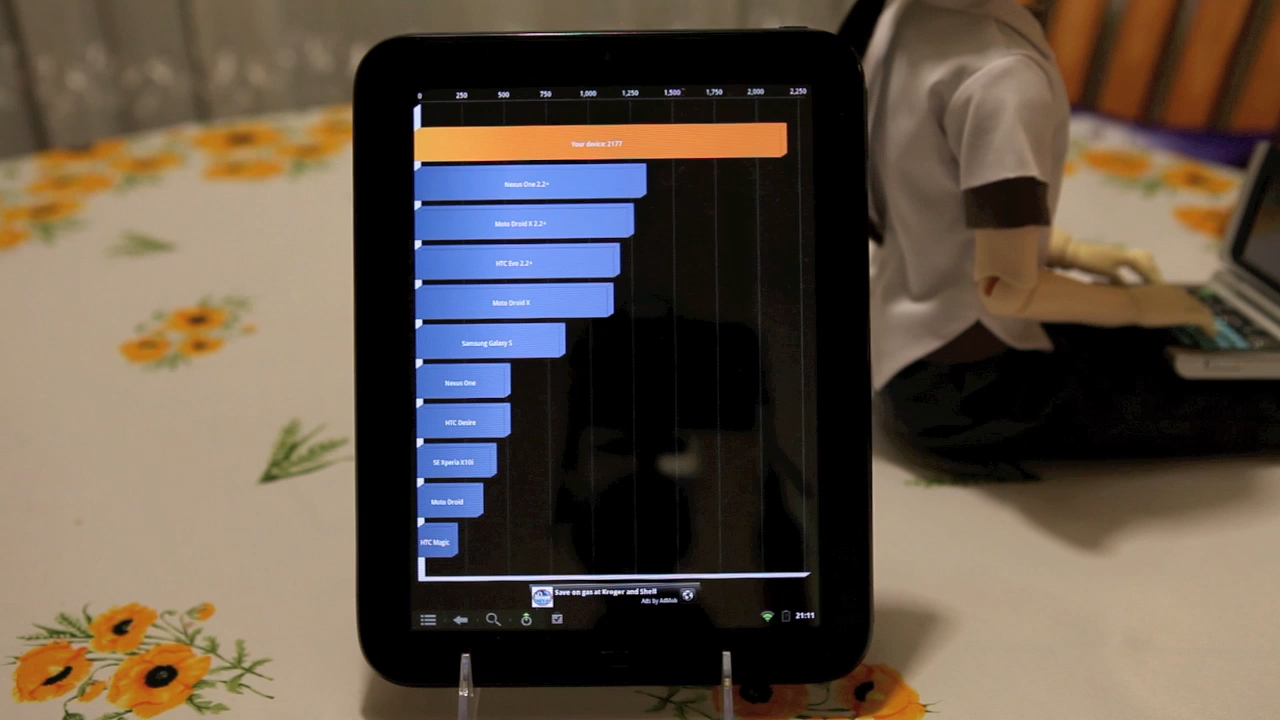 0 250 500 750 1,000 1,250 1,500 1,750 2,000 2,250
Your device: 2177
Nexus One 2.2+
Moto Droid X 2.2+
HTC Evo 2.2+
Moto Droid X
Samsung Galaxy S
Nexus One
HTC Desire
SE Xperia X10i
Moto Droid
HTC Magic
Save on gas at Kroger and Shell
Ads by AdMob
21:11